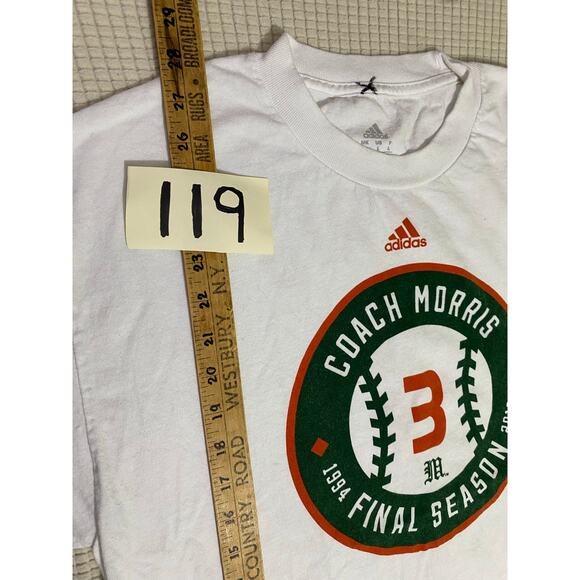 29
28
27
26
23
22
21
20
19
18
17
16
15
AREA RUGS • BROADLOOM
WESTBURY, N.Y.
COUNTRY ROAD
119
adidas
adidas
COACH MORRIS
3
M.
1994
FINAL SEASON